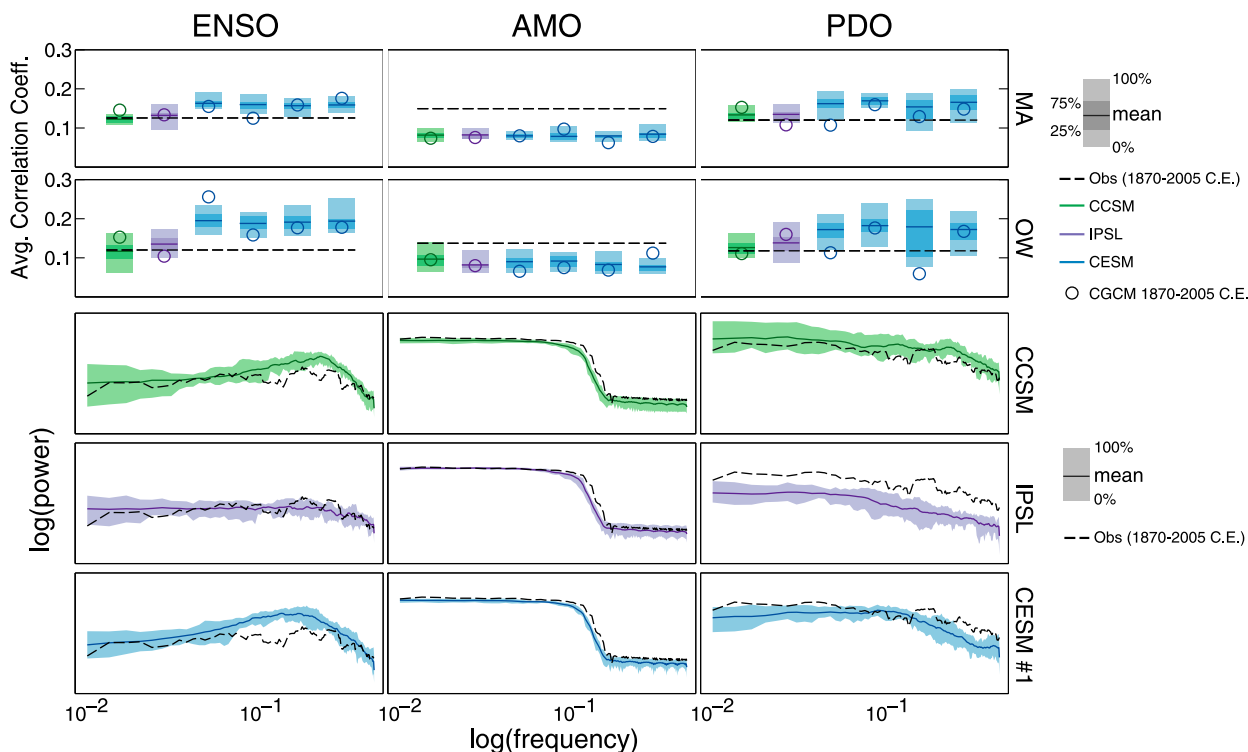 ENSO
AMO
PDO
Avg. Correlation Coeff.
0.3
0.2
0.1
MA
0.3
0.2
0.1
OW
100%
75%
mean
25%
0%
Obs (1870-2005 C.E.)
CCSM
IPSL
CESM
CGCM 1870-2005 C.E.
log(power)
CCSM
IPSL
CESM #1
100%
mean
0%
Obs (1870-2005 C.E.)
10⁻² 10⁻¹ 10⁻² 10⁻¹ 10⁻² 10⁻¹
log(frequency)